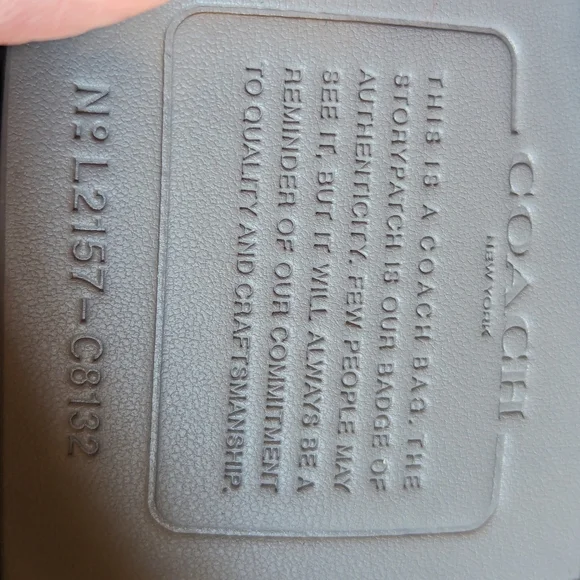 COACH
NEW YORK
THIS IS A COACH BAG. THE
STORYPATCH IS OUR BADGE OF
AUTHENTICITY. FEW PEOPLE MAY
SEE IT, BUT IT WILL ALWAYS BE A
REMINDER OF OUR COMMITMENT
TO QUALITY AND CRAFTSMANSHIP.
Nº L2157-C8132